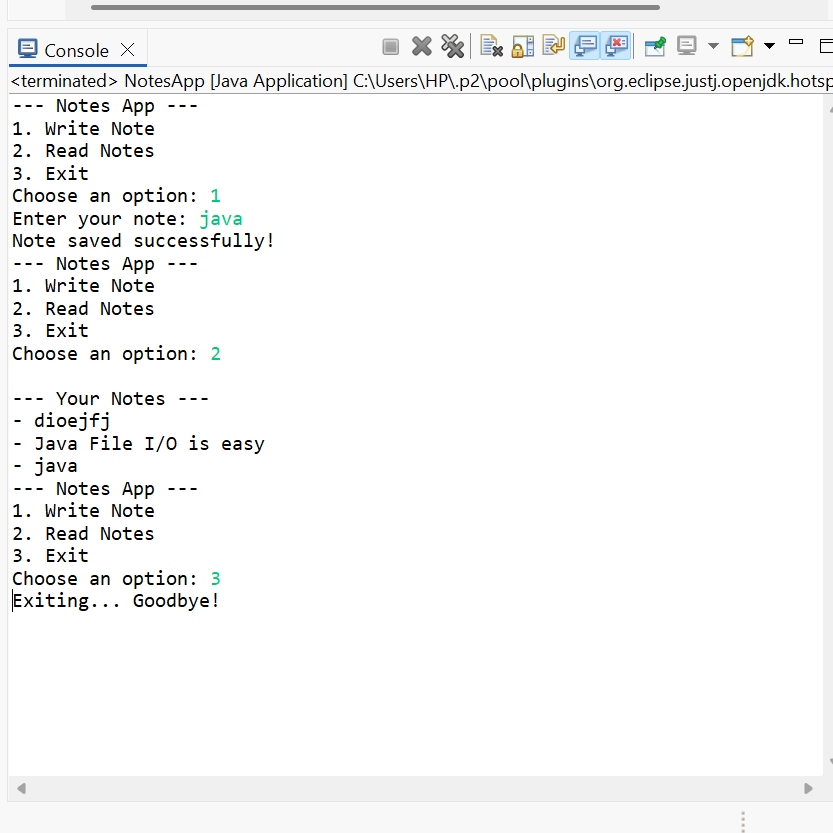 Console
<terminated> NotesApp [Java Application] C:\Users\HP\.p2\pool\plugins\org.eclipse.justj.openjdk.hotsp
--- Notes App ---
1. Write Note
2. Read Notes
3. Exit
Choose an option: 1
Enter your note: java
Note saved successfully!
--- Notes App ---
1. Write Note
2. Read Notes
3. Exit
Choose an option: 2

--- Your Notes ---
- dioejfj
- Java File I/O is easy
- java
--- Notes App ---
1. Write Note
2. Read Notes
3. Exit
Choose an option: 3
Exiting... Goodbye!